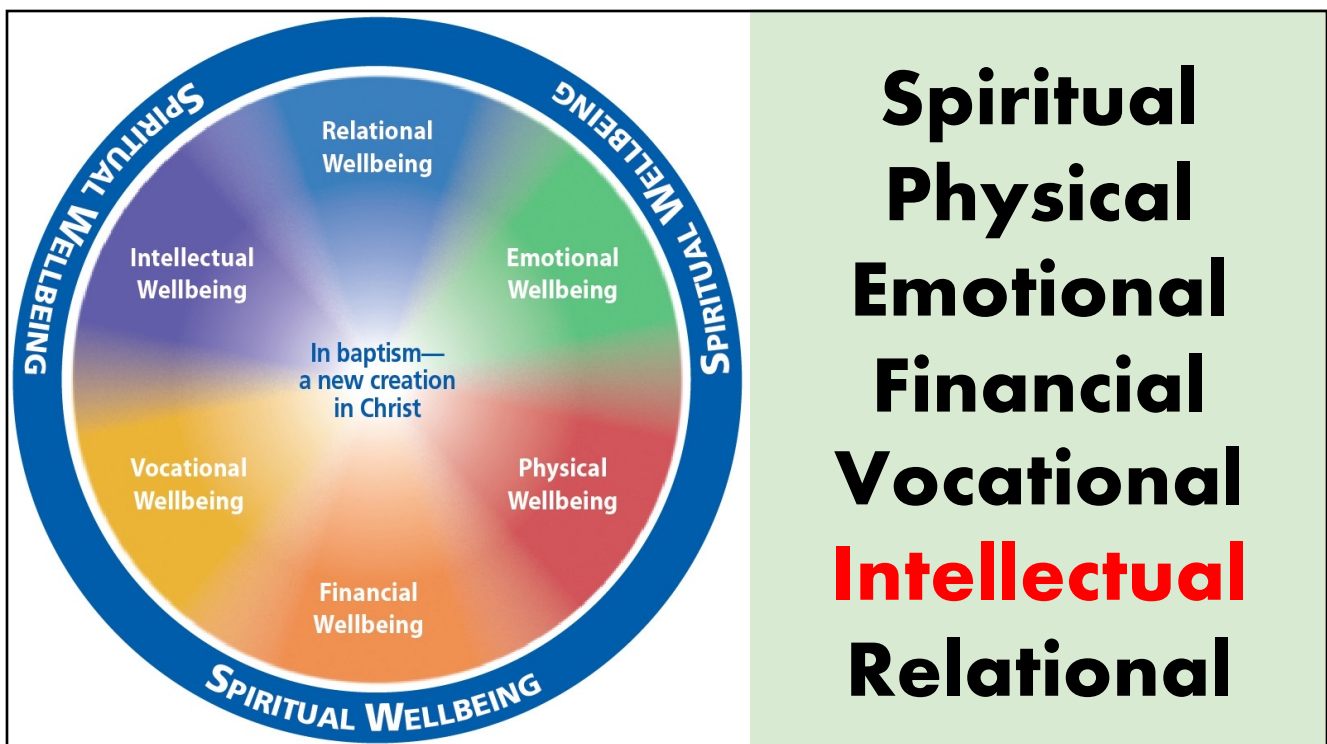 SPIRITUAL WELLBEING
SPIRITUAL WELLBEING
SPIRITUAL WELLBEING
Relational
Wellbeing
Intellectual
Wellbeing
Emotional
Wellbeing
In baptism—
a new creation
in Christ
Vocational
Wellbeing
Physical
Wellbeing
Financial
Wellbeing
Spiritual
Physical
Emotional
Financial
Vocational
Intellectual
Relational